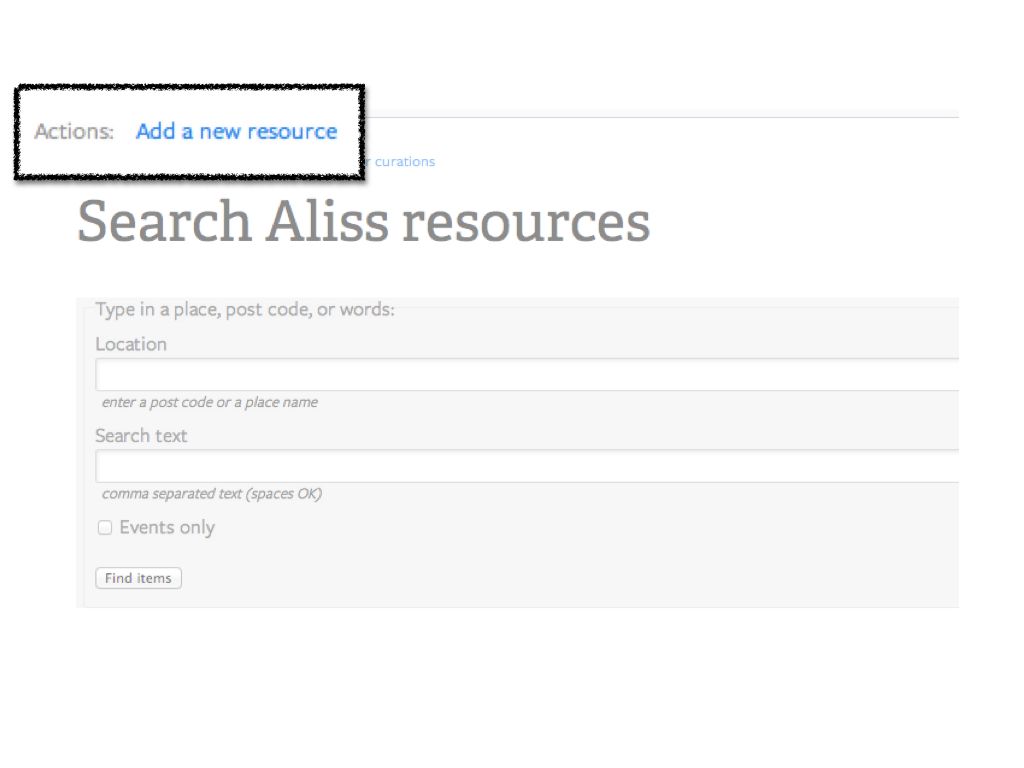 Actions: Add a new resource
curations
Search Aliss resources
Type in a place, post code, or words:
Location
enter a post code or a place name
Search text
comma separated text (spaces OK)
Events only
Find items